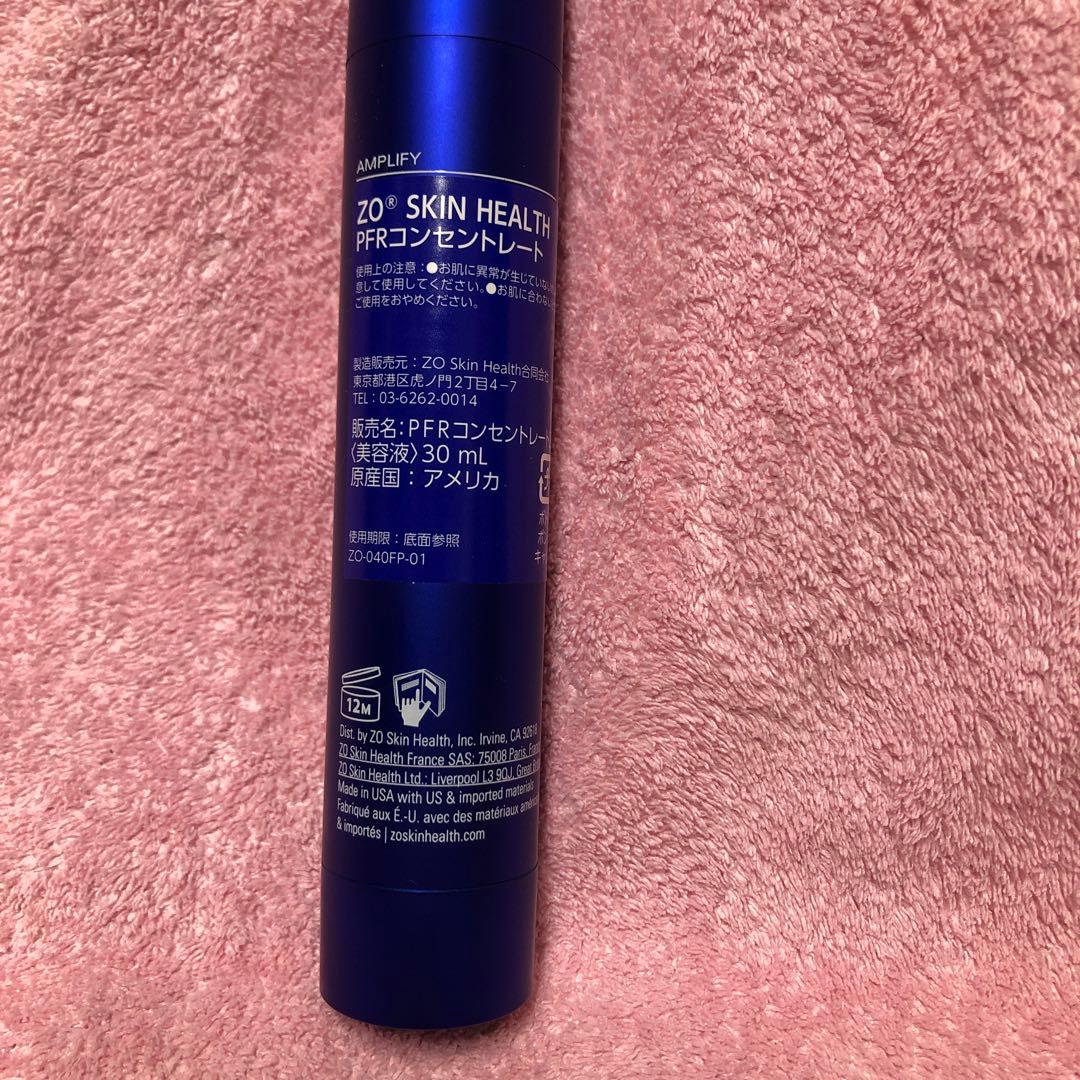 AMPLIFY
ZO® SKIN HEALTH
PFRコンセントレート
使用上の注意：●お肌に異常が生じていない
意して使用してください。●お肌に合わない
ご使用をおやめください。
製造販売元：ZO Skin Health合同会社
東京都港区虎ノ門2丁目4-7
TEL：03-6262-0014
販売名：PFRコンセントレート
〈美容液〉30 mL
原産国：アメリカ
使用期限：底面参照
ZO-040FP-01
キャ
12M
Dist. by ZO Skin Health, Inc. Irvine, CA 92618
ZO Skin Health France SAS; 75008 Paris,
ZO Skin Health Ltd.; Liverpool L3 9QJ, Great
Made in USA with US & imported materials
Fabriqué aux É.-U. avec des matériaux
& importés | zoskinhealth.com